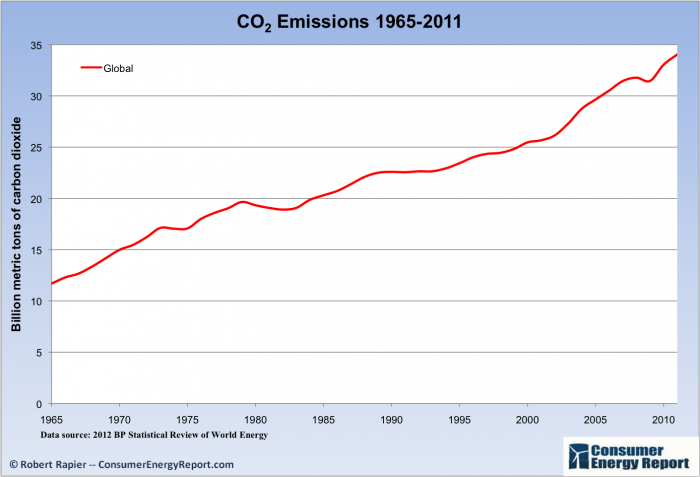 CO2 Emissions 1965-2011
Billion metric tons of carbon dioxide
35
30
25
20
15
10
5
0
Global
1965 1970 1975 1980 1985 1990 1995 2000 2005 2010
Data source: 2012 BP Statistical Review of World Energy
© Robert Rapier -- ConsumerEnergyReport.com
Consumer
Energy Report